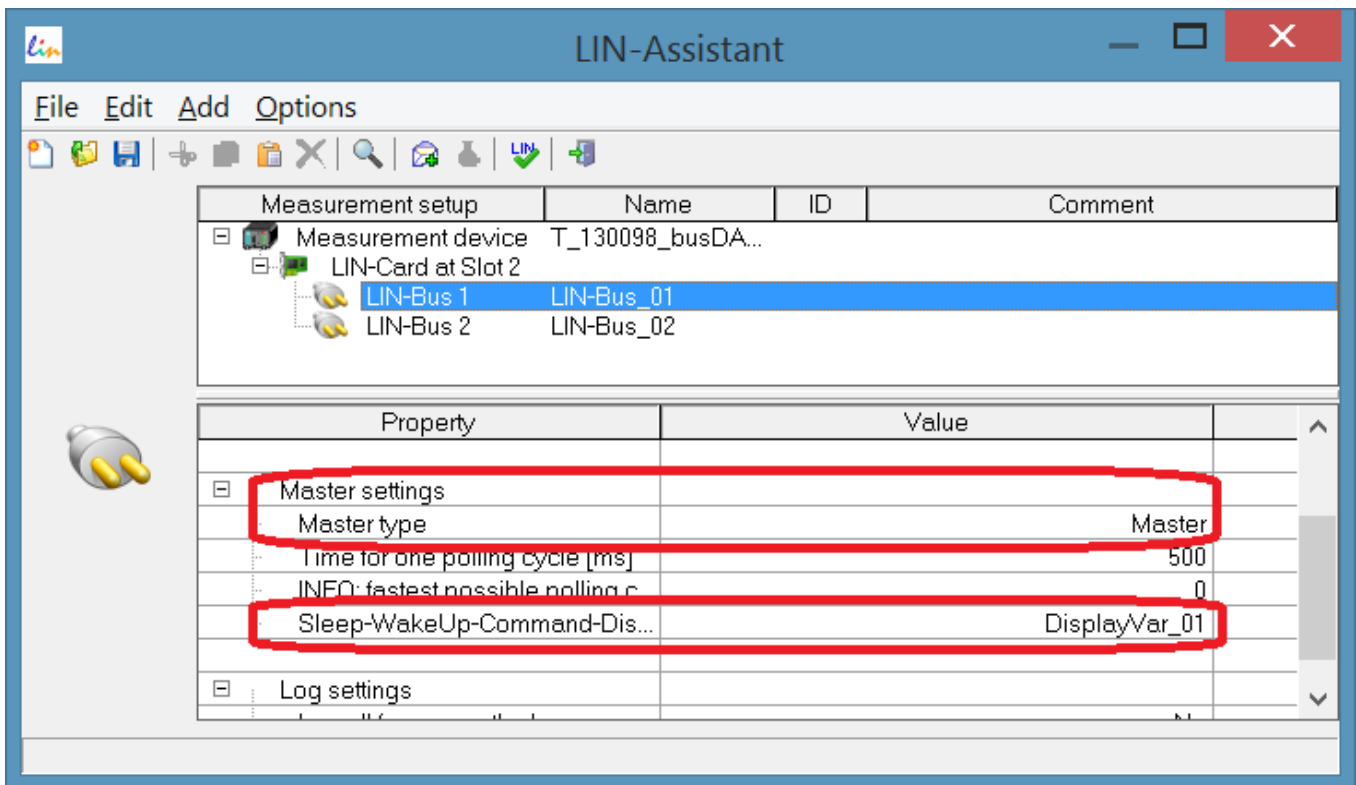 lin
LIN-Assistant
File Edit Add Options
LIN
Measurement setup Name ID Comment
Measurement device T_130098_busDA...
LIN-Card at Slot 2
LIN-Bus 1 LIN-Bus_01
LIN-Bus 2 LIN-Bus_02
Property Value
Master settings
Master type Master
Time for one polling cycle [ms] 500
INFO: fastest possible polling c... 0
Sleep-WakeUp-Command-Dis... DisplayVar_01
Log settings